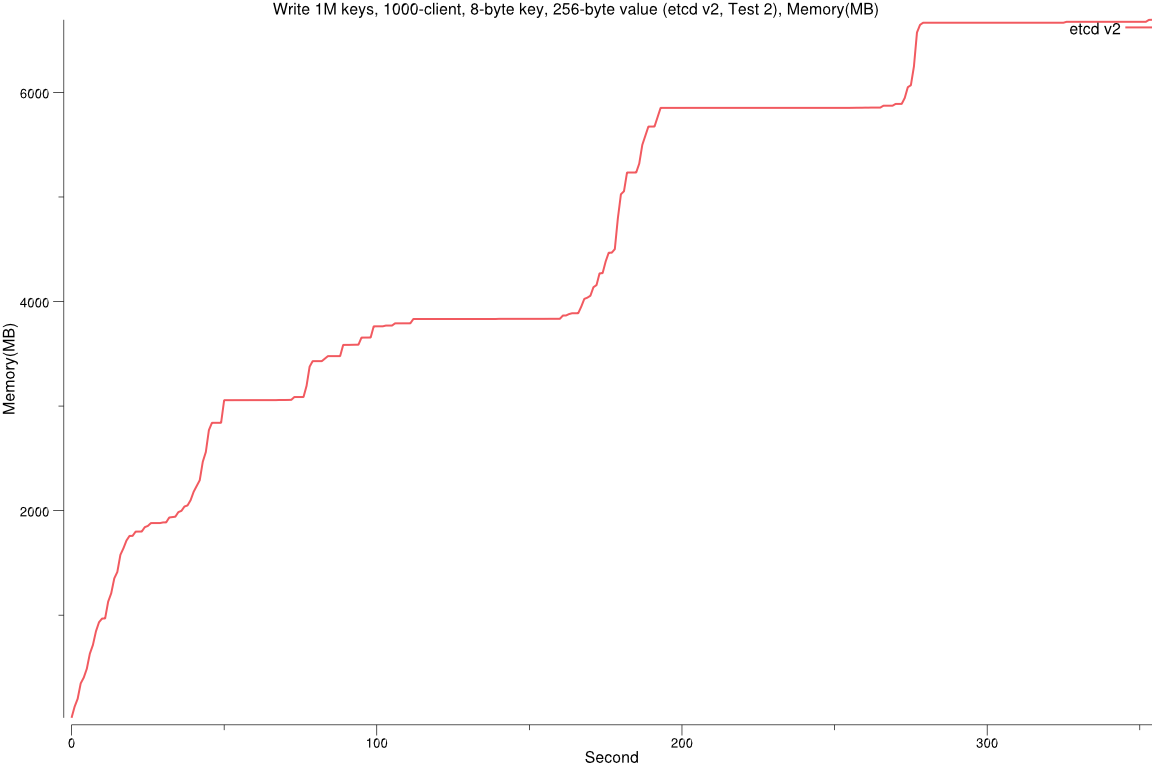 Write 1M keys, 1000-client, 8-byte key, 256-byte value (etcd v2, Test 2), Memory(MB)
etcd v2
6000
4000
2000
Memory(MB)
0 100 200 300
Second